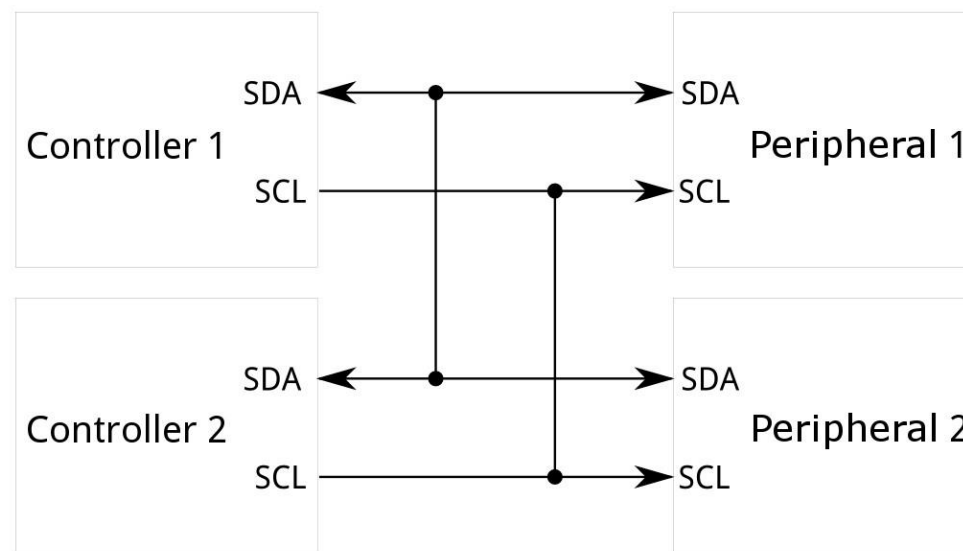 SDA
Controller 1
SCL
SDA
Peripheral 1
SCL
SDA
Controller 2
SCL
SDA
Peripheral 2
SCL